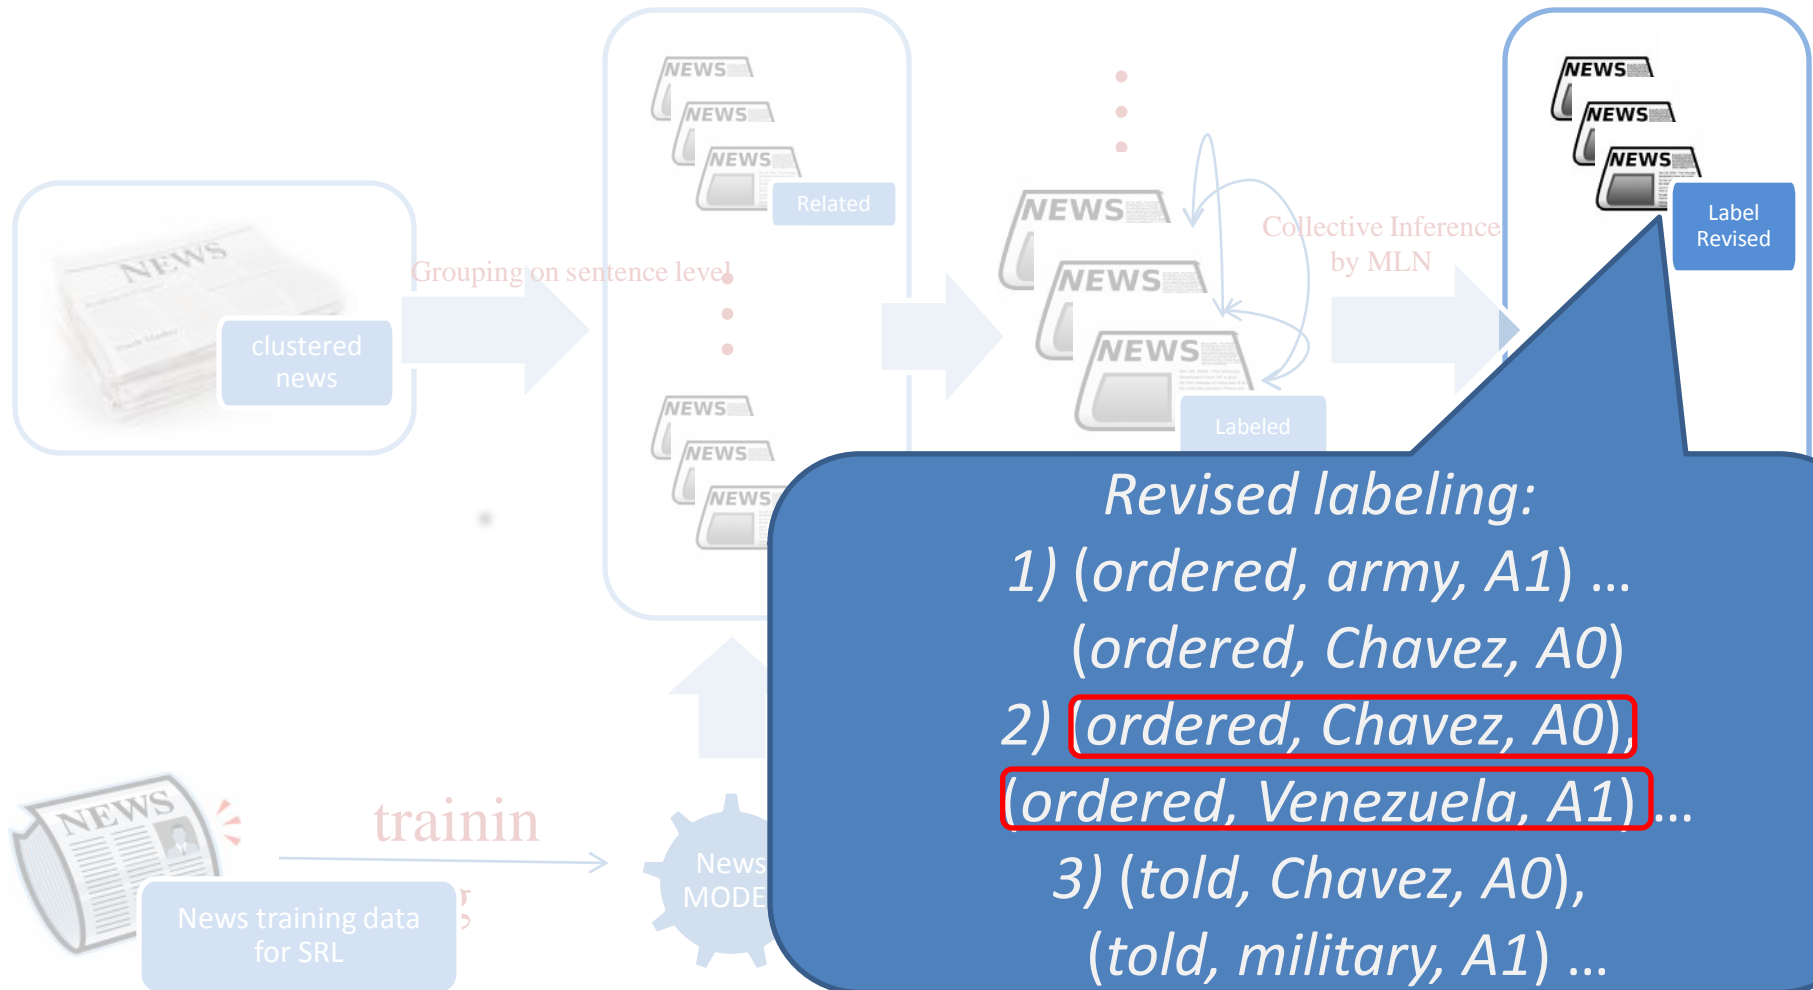 NEWS
NEWS
NEWS
Related
NEWS
NEWS
NEWS
Label
Revised
NEWS
clustered
news
Grouping on sentence level
NEWS
NEWS
NEWS
Labeled
Collective Inference
by MLN
NEWS
NEWS
NEWS
Revised labeling:
1) (ordered, army, A1) ...
(ordered, Chavez, A0)
2) (ordered, Chavez, A0),
(ordered, Venezuela, A1) ...
3) (told, Chavez, A0),
(told, military, A1) ...
NEWS
News training data
for SRL
trainin
g
News
MODE